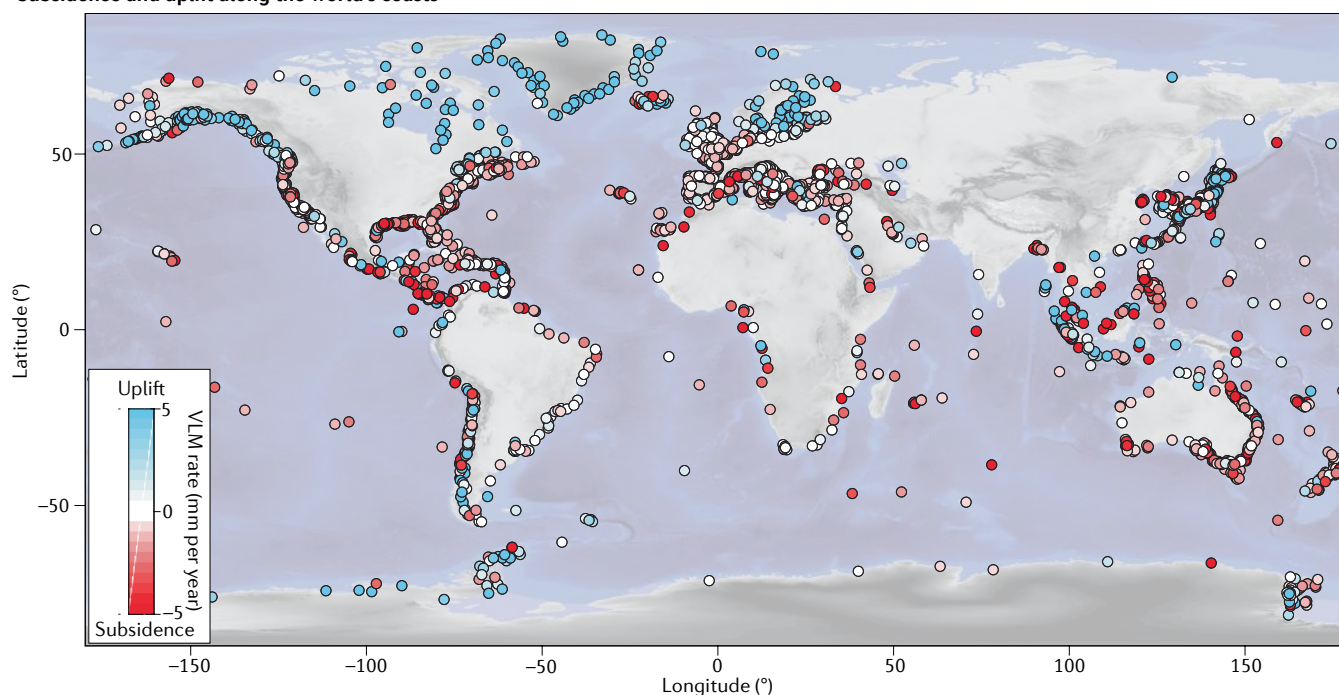 Subsidence and uplift along the world's coasts
50
0
−50
Latitude (°)
Uplift
5
0
−5
VLM rate (mm per year)
Subsidence
−150
−100
−50
0
50
100
150
Longitude (°)